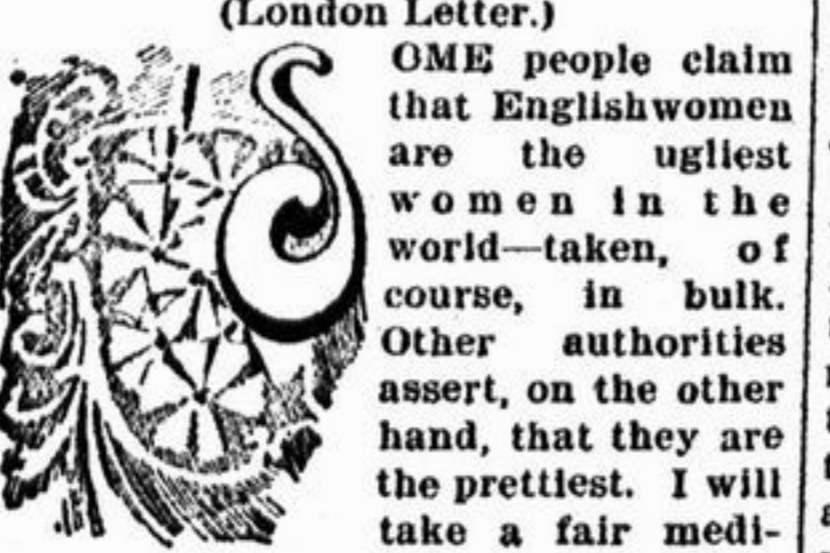 (London Letter.)
SOME people claim
that Englishwomen
are the ugliest
women in the
world—taken, of
course, in bulk.
Other authorities
assert, on the other
hand, that they are
the prettiest. I will
take a fair medi-